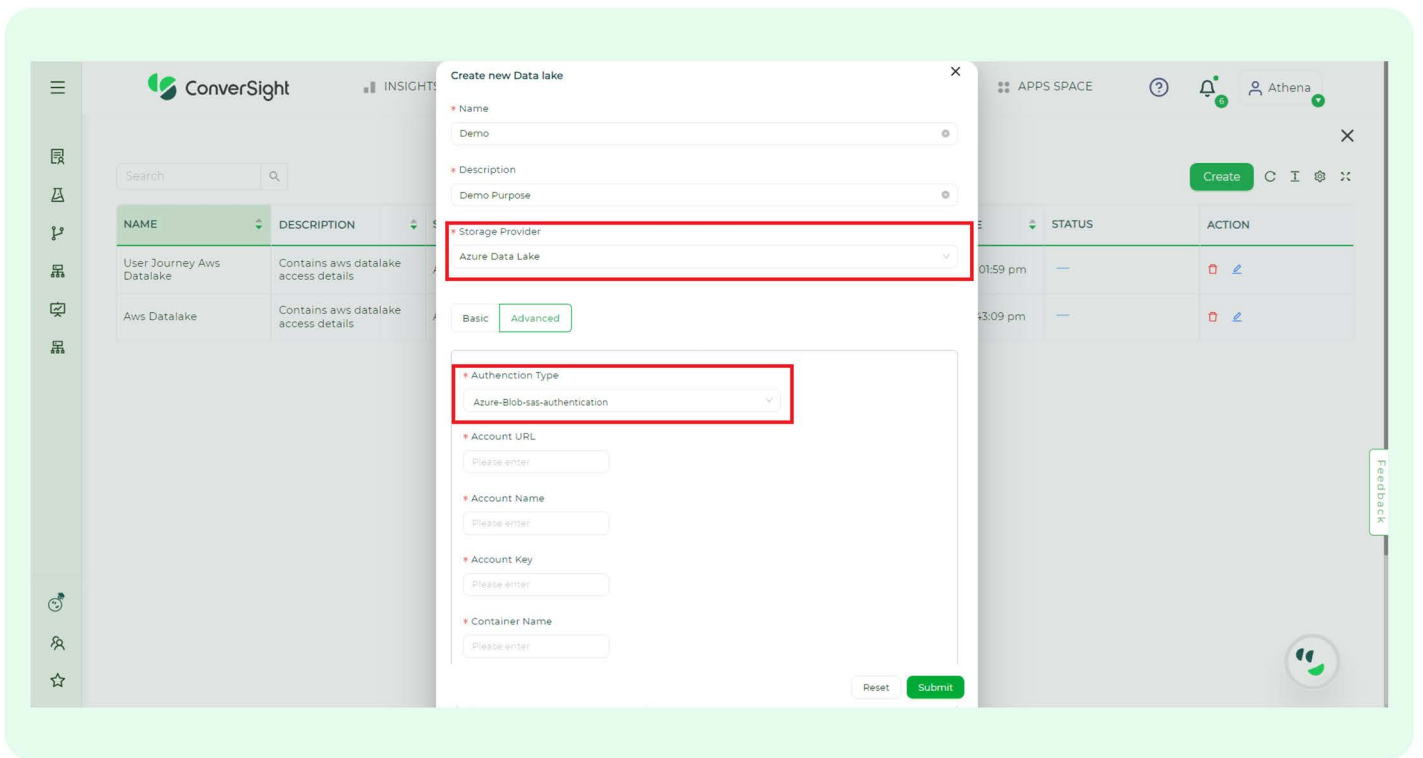 ConverSight
INSIGHTS
APPS SPACE
6
Athena
Search
Create
NAME
DESCRIPTION
STATUS
ACTION
User Journey Aws
Datalake
Contains aws datalake
access details
01:59 pm
Aws Datalake
Contains aws datalake
access details
43:09 pm
Create new Data lake
* Name
Demo
* Description
Demo Purpose
* Storage Provider
Azure Data Lake
Basic
Advanced
* Authenction Type
Azure-Blob-sas-authentication
* Account URL
Please enter
* Account Name
Please enter
* Account Key
Please enter
* Container Name
Please enter
Reset
Submit
Feedback